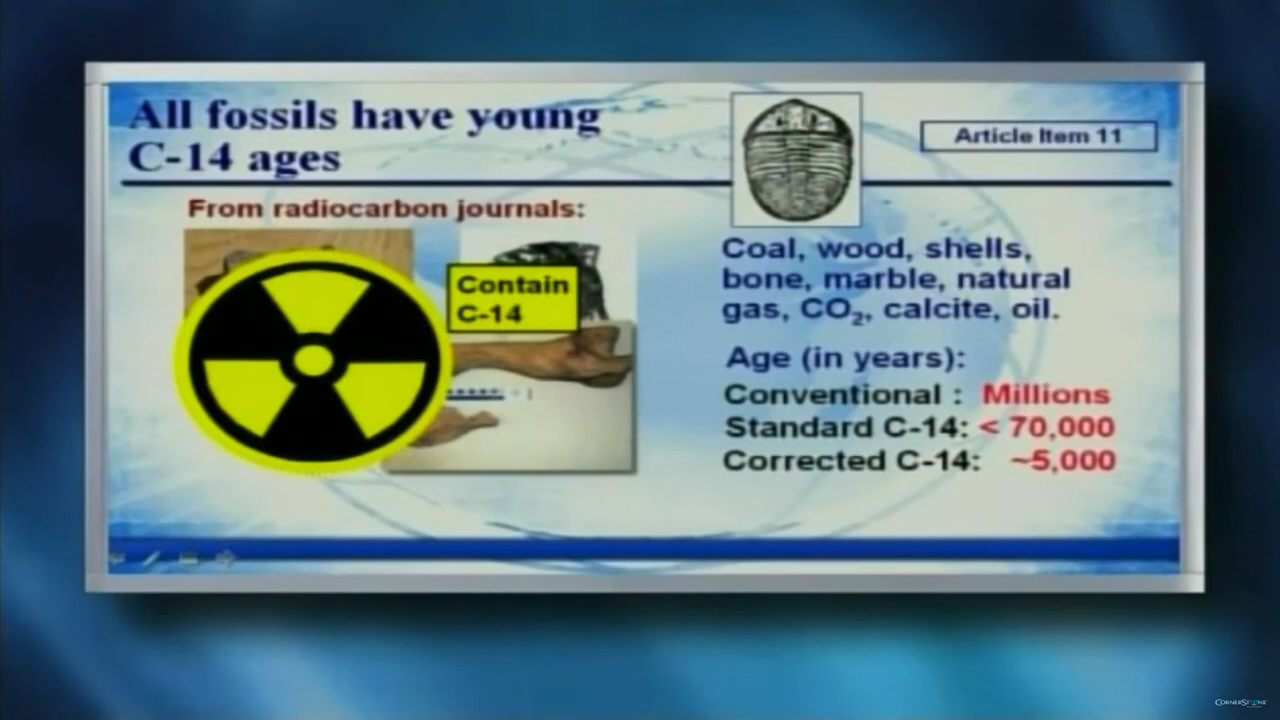 All fossils have young
C-14 ages
Article Item 11
From radiocarbon journals:
Contain
C-14
Coal, wood, shells,
bone, marble, natural
gas, CO₂, calcite, oil.
Age (in years):
Conventional : Millions
Standard C-14: < 70,000
Corrected C-14: ~5,000
CORNERSTONE